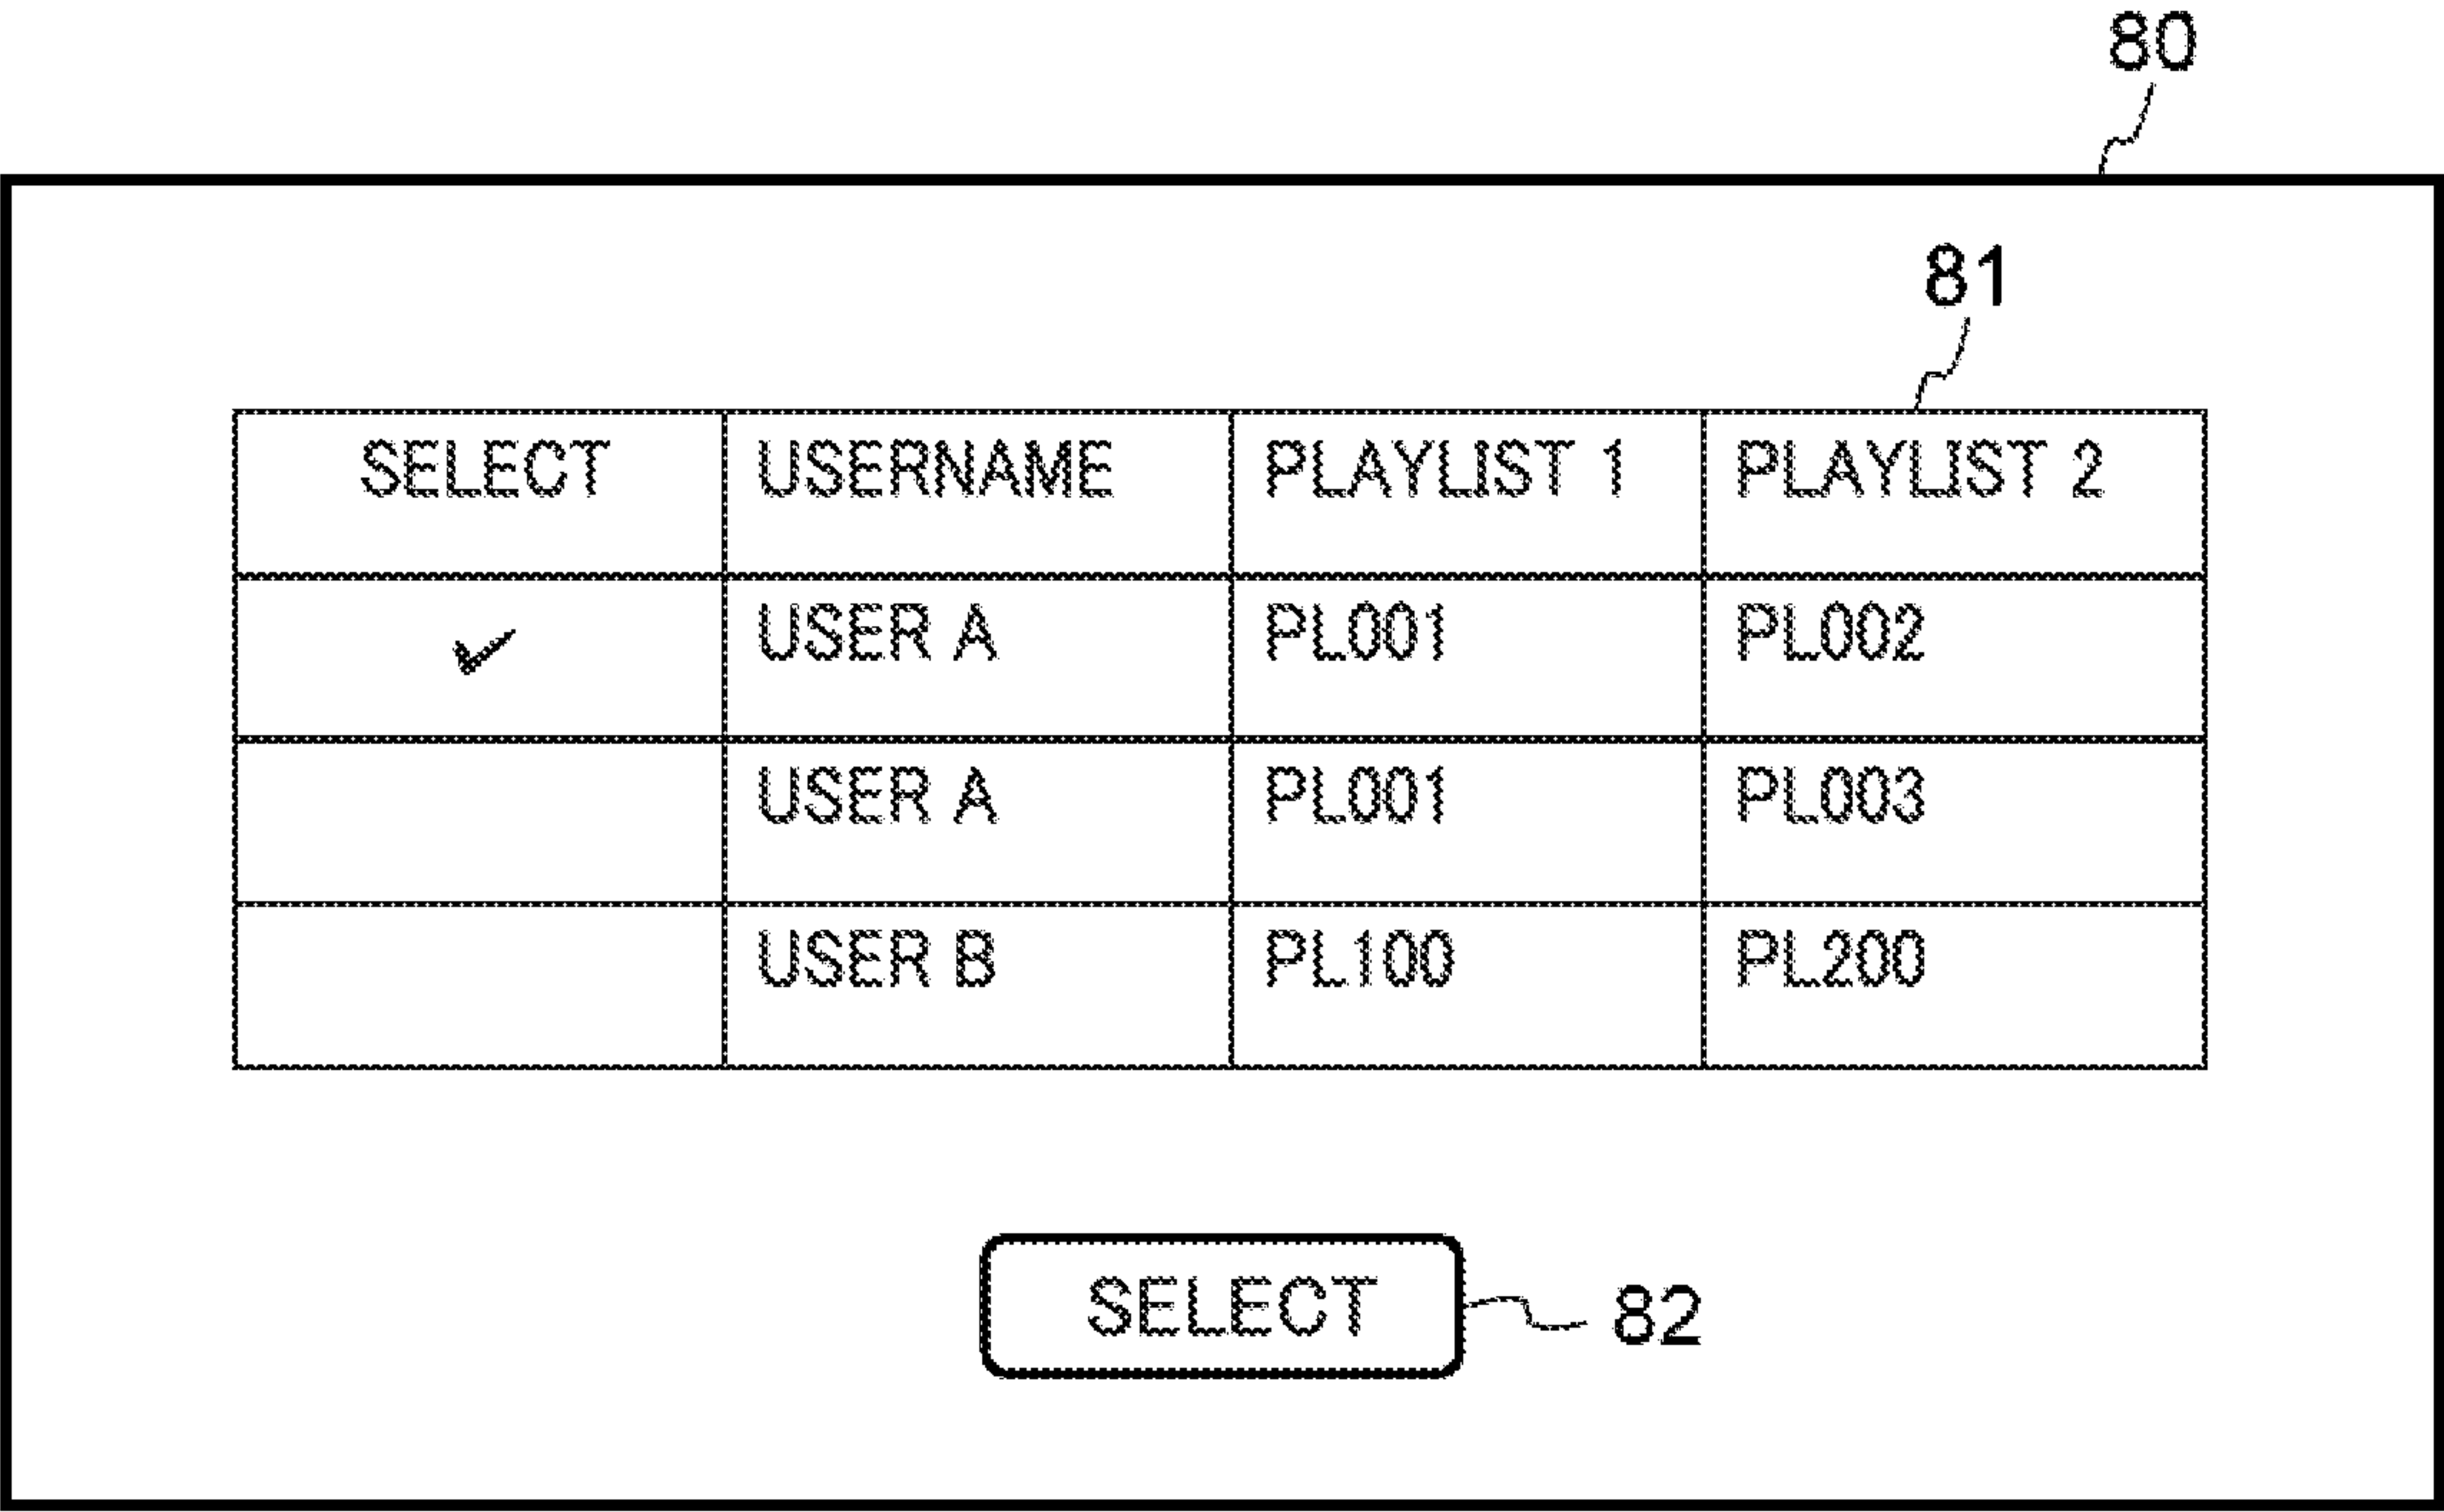 80
81
SELECT USERNAME PLAYLIST 1 PLAYLIST 2
✓ USER A PL001 PL002
USER A PL001 PL003
USER B PL100 PL200
SELECT 82